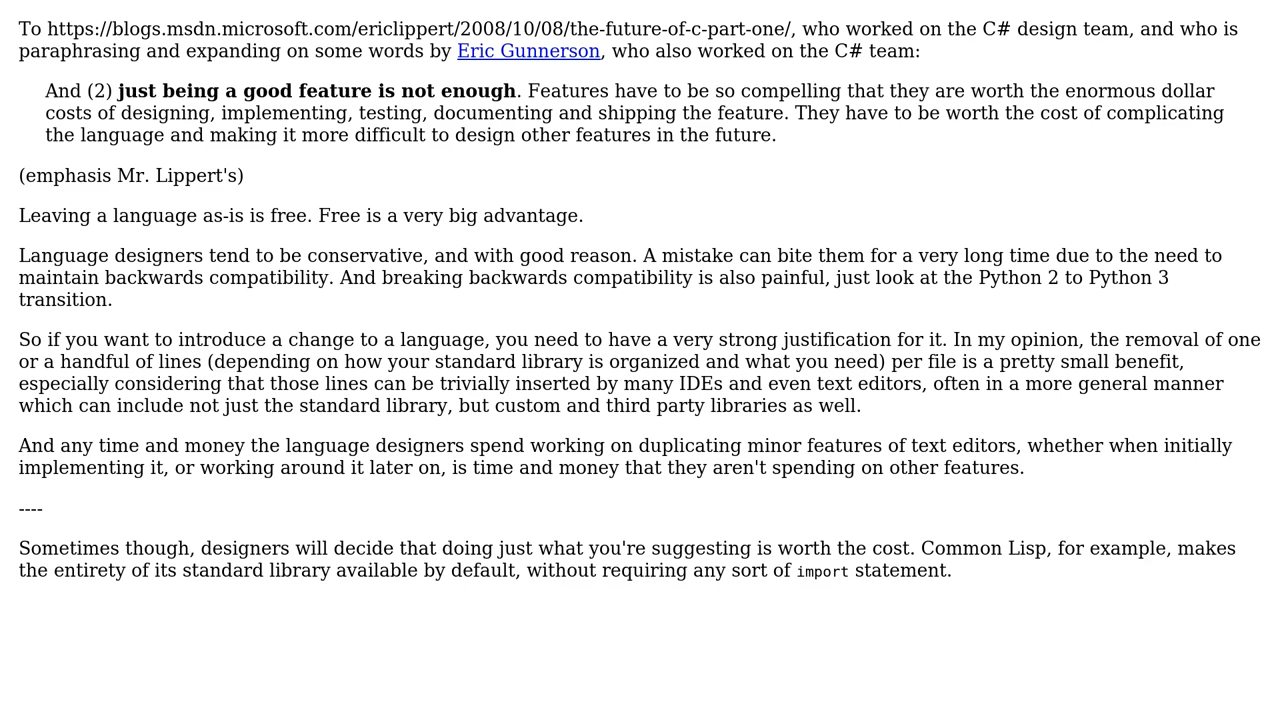 To https://blogs.msdn.microsoft.com/ericlippert/2008/10/08/the-future-of-c-part-one/, who worked on the C# design team, and who is
paraphrasing and expanding on some words by Eric Gunnerson, who also worked on the C# team:
And (2) just being a good feature is not enough. Features have to be so compelling that they are worth the enormous dollar
costs of designing, implementing, testing, documenting and shipping the feature. They have to be worth the cost of complicating
the language and making it more difficult to design other features in the future.
(emphasis Mr. Lippert's)
Leaving a language as-is is free. Free is a very big advantage.
Language designers tend to be conservative, and with good reason. A mistake can bite them for a very long time due to the need to
maintain backwards compatibility. And breaking backwards compatibility is also painful, just look at the Python 2 to Python 3
transition.
So if you want to introduce a change to a language, you need to have a very strong justification for it. In my opinion, the removal of one
or a handful of lines (depending on how your standard library is organized and what you need) per file is a pretty small benefit,
especially considering that those lines can be trivially inserted by many IDEs and even text editors, often in a more general manner
which can include not just the standard library, but custom and third party libraries as well.
And any time and money the language designers spend working on duplicating minor features of text editors, whether when initially
implementing it, or working around it later on, is time and money that they aren't spending on other features.
----
Sometimes though, designers will decide that doing just what you're suggesting is worth the cost. Common Lisp, for example, makes
the entirety of its standard library available by default, without requiring any sort of import statement.